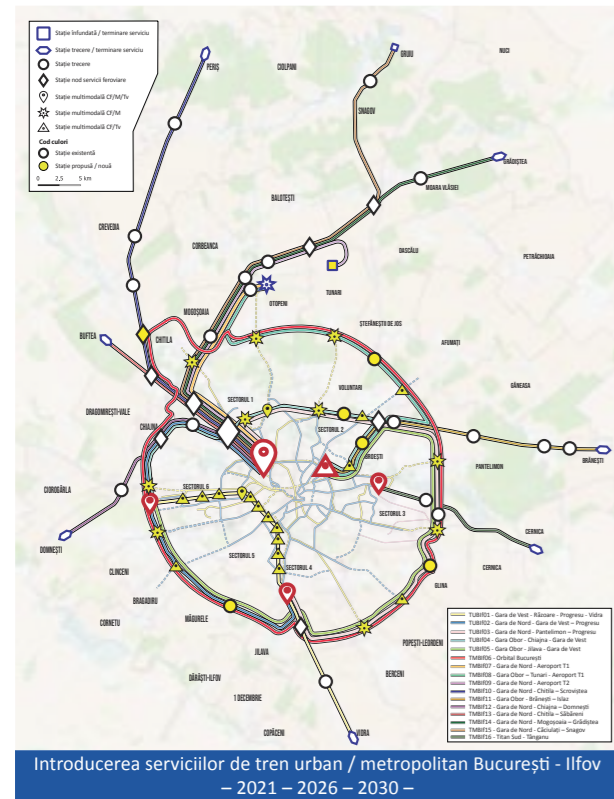 Stație înfundată / terminare serviciu
Stație trecere / terminare serviciu
Stație trecere
Stație nod servicii feroviare
Stație multimodală CF/M/Tv
Stație multimodală CF/M
Stație multimodală CF/Tv
Cod culori
Stație existentă
Stație propusă / nouă
0 2,5 5 km
PERIȘ
CIOLPANI
GRUIU
NUCI
SNAGOV
GRĂDIȘTEA
MOARA VLĂSIEI
BALOTEȘTI
CREVEDIA
CORBEANCA
DASCĂLU
PETRĂCHIOAIA
TUNARI
OTOPENI
MOGOȘOAIA
ȘTEFĂNEȘTII DE JOS
BUFTEA
CHITILA
AFUMAȚI
GĂNEASA
SECTORUL 1
VOLUNTARI
DRAGOMIREȘTI-VALE
CHIAJNA
SECTORUL 2
BRĂNEȘTI
PANTELIMON
CIOROGÂRLA
SECTORUL 6
SECTORUL 3
DOMNEȘTI
CERNICA
SECTORUL 5
SECTORUL 4
CERNICA
CLINCENI
GLINA
BRAGADIRU
CORNETU
MĂGURELE
POPEȘTI-LEORDENI
JILAVA
DĂRĂȘTI-ILFOV
BERCENI
1 DECEMBRIE
COPĂCENI
VIDRA
TUBIf01 - Gara de Vest - Răzoare - Progresu - Vidra
TUBIf02 - Gara de Nord - Gara de Vest – Progresu
TUBIf03 - Gara de Nord - Pantelimon – Progresu
TUBIf04 - Gara Obor - Chiajna - Gara de Vest
TUBIf05 - Gara Obor - Jilava - Gara de Vest
TMBIf06 - Orbital București
TMBIf07 - Gara de Nord - Aeroport T1
TMBIf08 - Gara Obor – Tunari - Aeroport T1
TMBIf09 - Gara de Nord - Aeroport T2
TMBIf10 - Gara de Nord - Chitila – Scroviștea
TMBIf11 - Gara Obor - Brănești – Islaz
TMBIf12 - Gara de Nord - Chiajna – Domnești
TMBIf13 - Gara de Nord - Chitila – Săbăreni
TMBIf14 - Gara de Nord - Mogoșoaia – Grădiștea
TMBIf15 - Gara de Nord - Căciulați – Snagov
TMBIf16 - Titan Sud - Tânganu
Introducerea serviciilor de tren urban / metropolitan București - Ilfov
– 2021 – 2026 – 2030 –